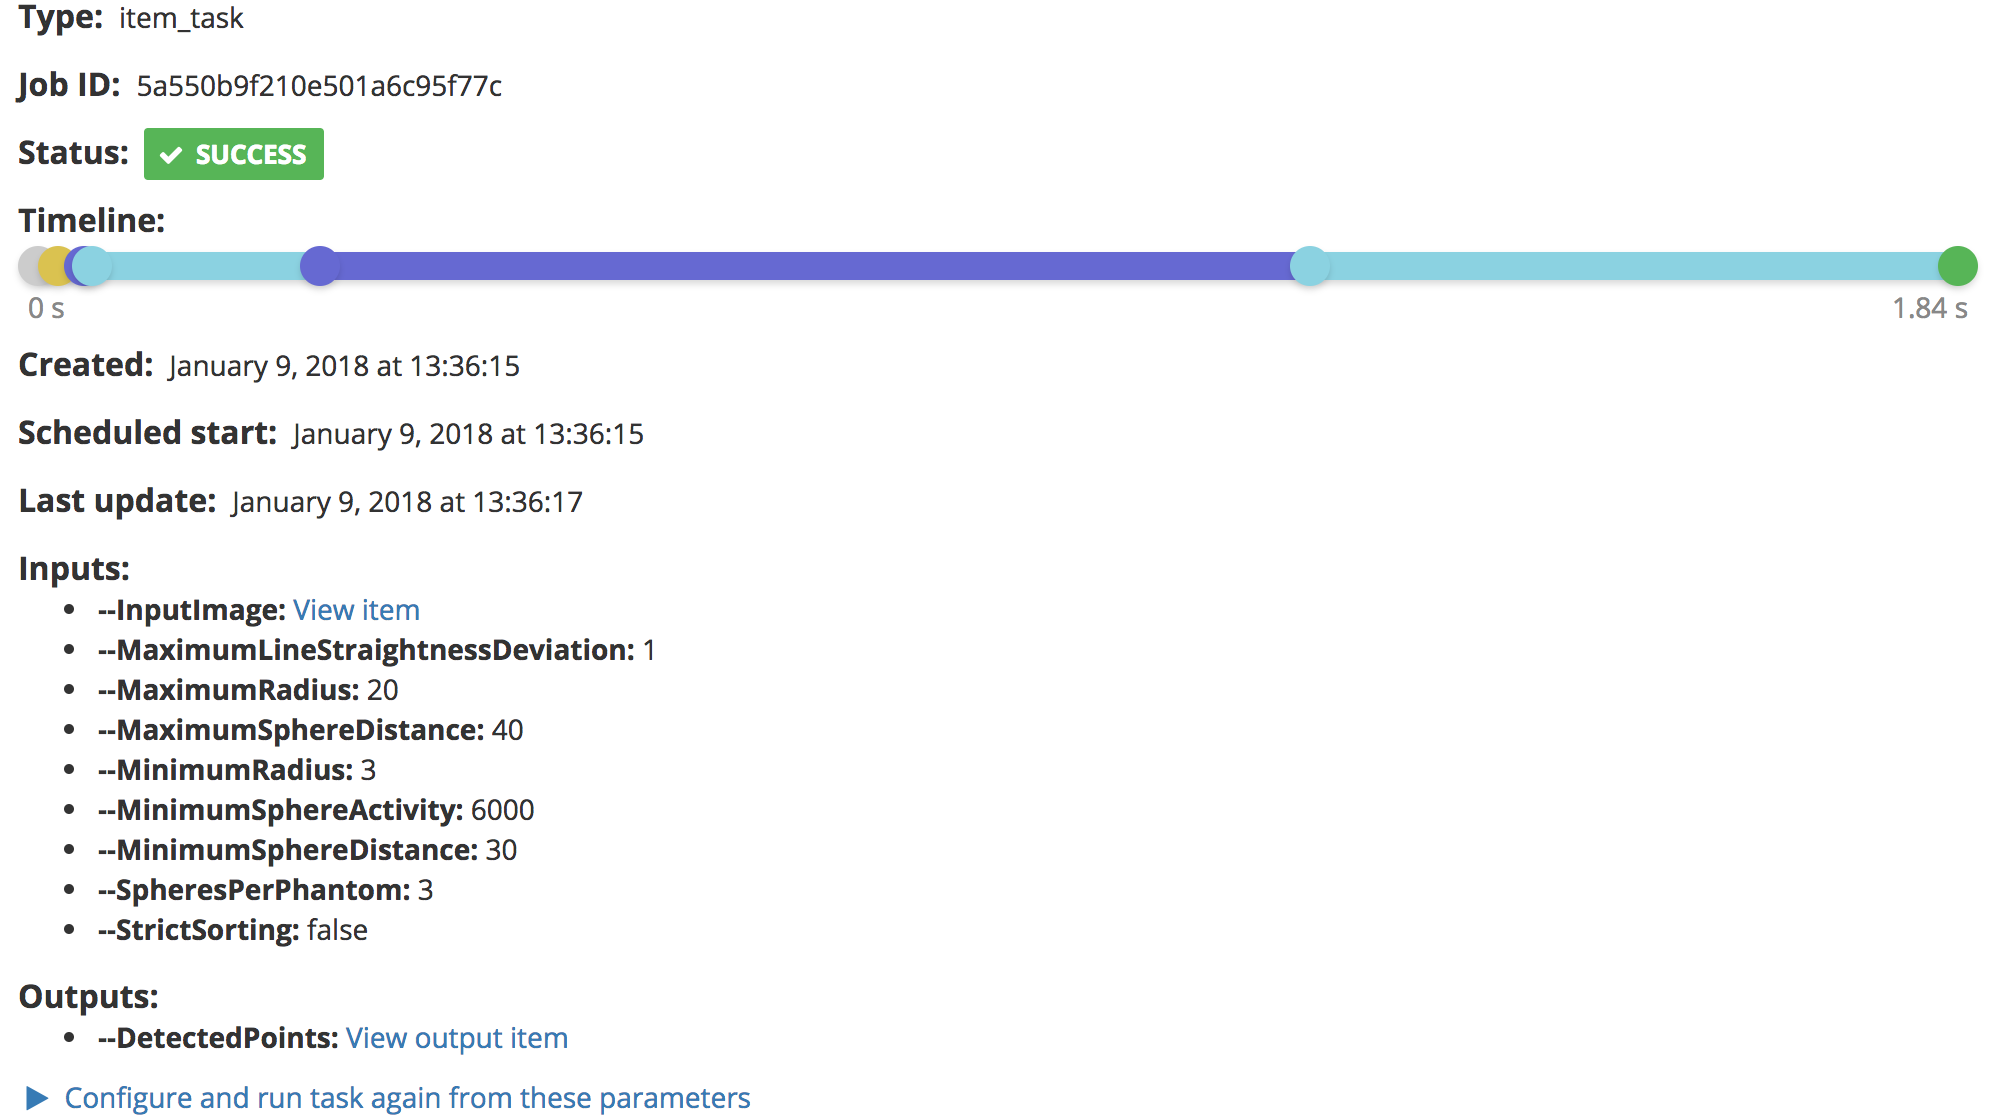 Type: item_task
Job ID: 5a550b9f210e501a6c95f77c
Status: SUCCESS
Timeline:
0 s 1.84 s
Created: January 9, 2018 at 13:36:15
Scheduled start: January 9, 2018 at 13:36:15
Last update: January 9, 2018 at 13:36:17
Inputs:
• --InputImage: View item
• --MaximumLineStraightnessDeviation: 1
• --MaximumRadius: 20
• --MaximumSphereDistance: 40
• --MinimumRadius: 3
• --MinimumSphereActivity: 6000
• --MinimumSphereDistance: 30
• --SpheresPerPhantom: 3
• --StrictSorting: false
Outputs:
• --DetectedPoints: View output item
Configure and run task again from these parameters